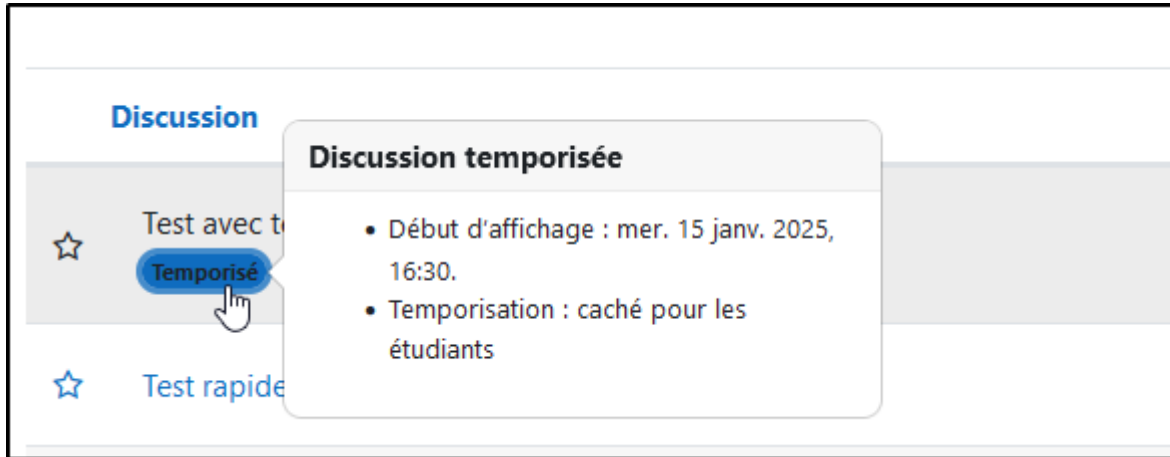 Discussion
Discussion temporisée
Test avec
Temporisé
• Début d'affichage : mer. 15 janv. 2025,
16:30.
• Temporisation : caché pour les
étudiants
Test rapide